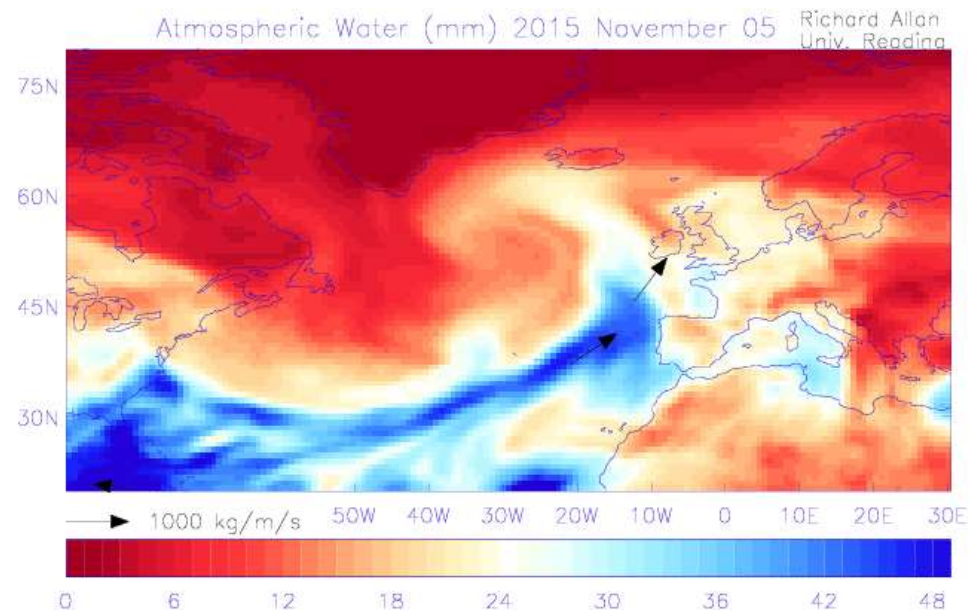 Atmospheric Water (mm) 2015 November 05
Richard Allan
Univ. Reading
75N
60N
45N
30N
1000 kg/m/s
50W 40W 30W 20W 10W 0 10E 20E 30E
0 6 12 18 24 30 36 42 48